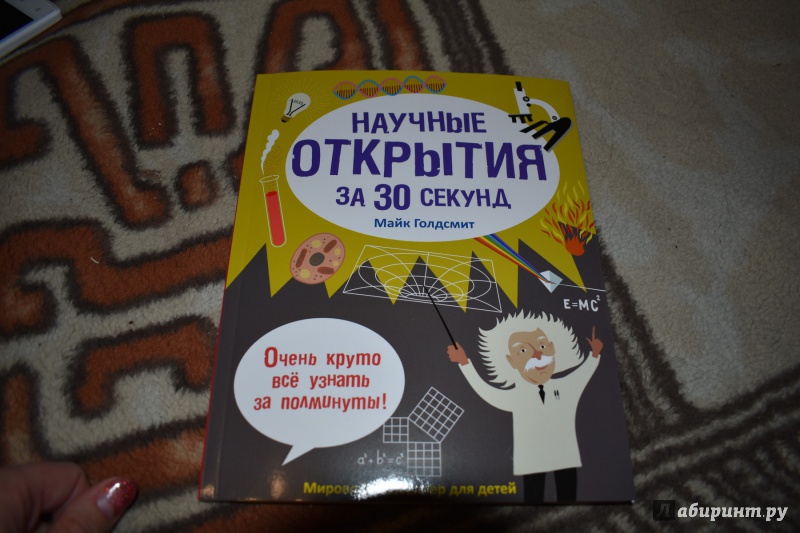 НАУЧНЫЕ
ОТКРЫТИЯ
ЗА 30 СЕКУНД
Майк Голдсмит
E=MC²
Очень круто
всё узнать
за полминуты!
a²+b²=c²
для детей
Лабиринт.ру